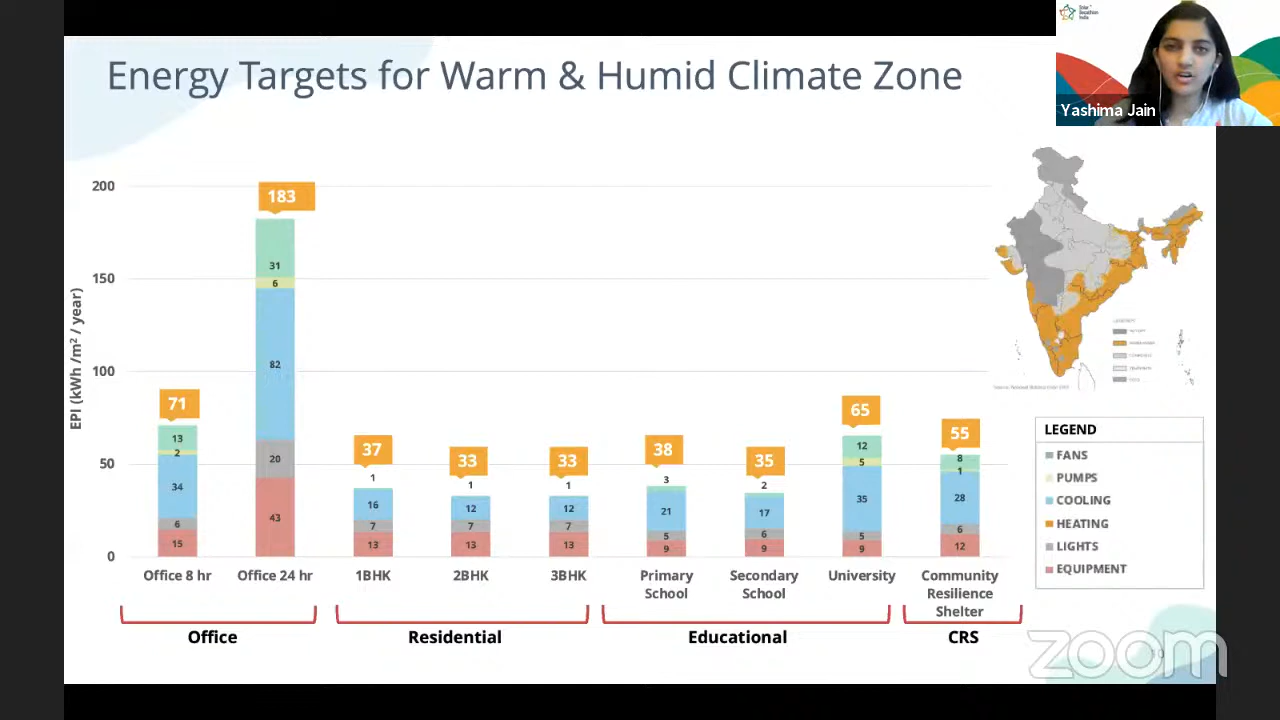 Energy Targets for Warm & Humid Climate Zone
Solar
Decathlon
India
Yashima Jain
EPI (kWh /m² / year)
200
150
100
50
0
71
13
2
34
6
15
183
31
6
82
20
43
37
1
16
7
13
33
1
12
7
13
33
1
12
7
13
38
3
21
5
9
35
2
17
6
9
65
12
5
35
5
9
55
8
1
28
6
12
Office 8 hr
Office 24 hr
1BHK
2BHK
3BHK
Primary
School
Secondary
School
University
Community
Resilience
Shelter
Office
Residential
Educational
CRS
LEGEND
FANS
PUMPS
COOLING
HEATING
LIGHTS
EQUIPMENT
zoom